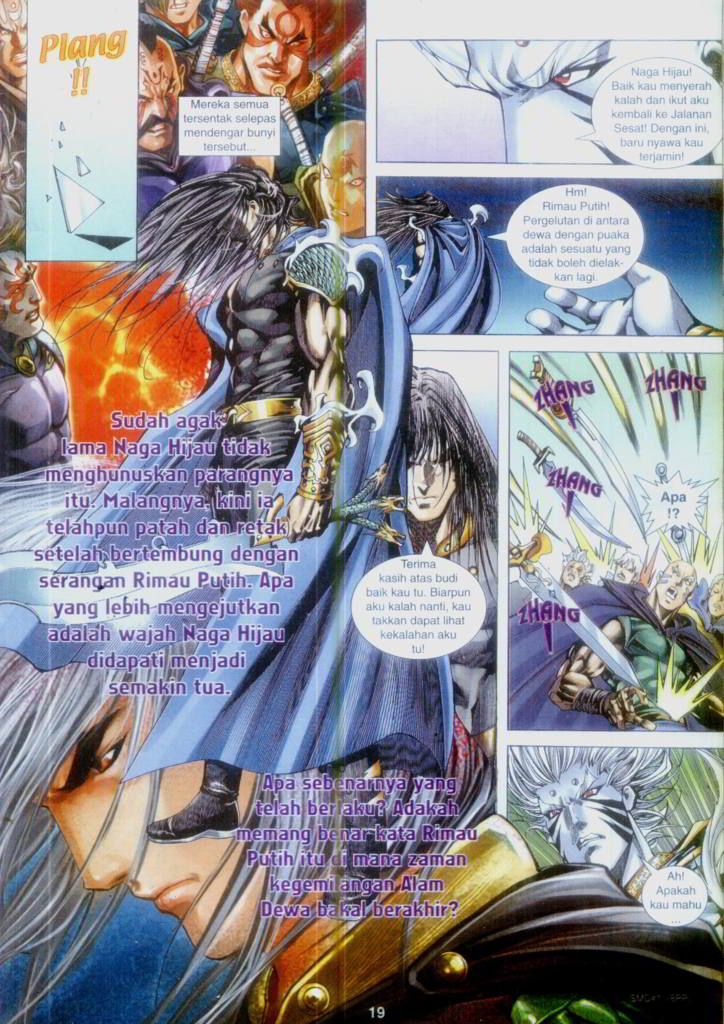 Plang
!!
Mereka semua
tersentak selepas
mendengar bunyi
tersebut...
Naga Hijau!
Baik kau menyerah
kalah dan ikut aku
kembali ke Jalanan
Sesat! Dengan ini,
baru nyawa kau
terjamin!
Hm!
Rimau Putih!
Pergelutan di antara
dewa dengan puaka
adalah sesuatu yang
tidak boleh dielak-
kan lagi.
Sudah agak
lama Naga Hijau tidak
menghunuskan parangnya
itu. Malangnya, kini ia
telahpun patah dan retak
setelah bertembung dengan
serangan Rimau Putih. Apa
yang lebih mengejutkan
adalah wajah Naga Hijau
didapati menjadi
semakin tua.
Terima
kasih atas budi
baik kau tu. Biarpun
aku kalah nanti, kau
takkan dapat lihat
kekalahan aku
tu!
ZHANG
!
ZHANG
!
ZHANG
!
ZHANG
!
Apa
!?
Apa sebenarnya yang
telah berlaku? Adakah
memang benar kata Rimau
Putih itu di mana zaman
kegemilangan Alam
Dewa bakal berakhir?
Ah!
Apakah
kau mahu
...
19